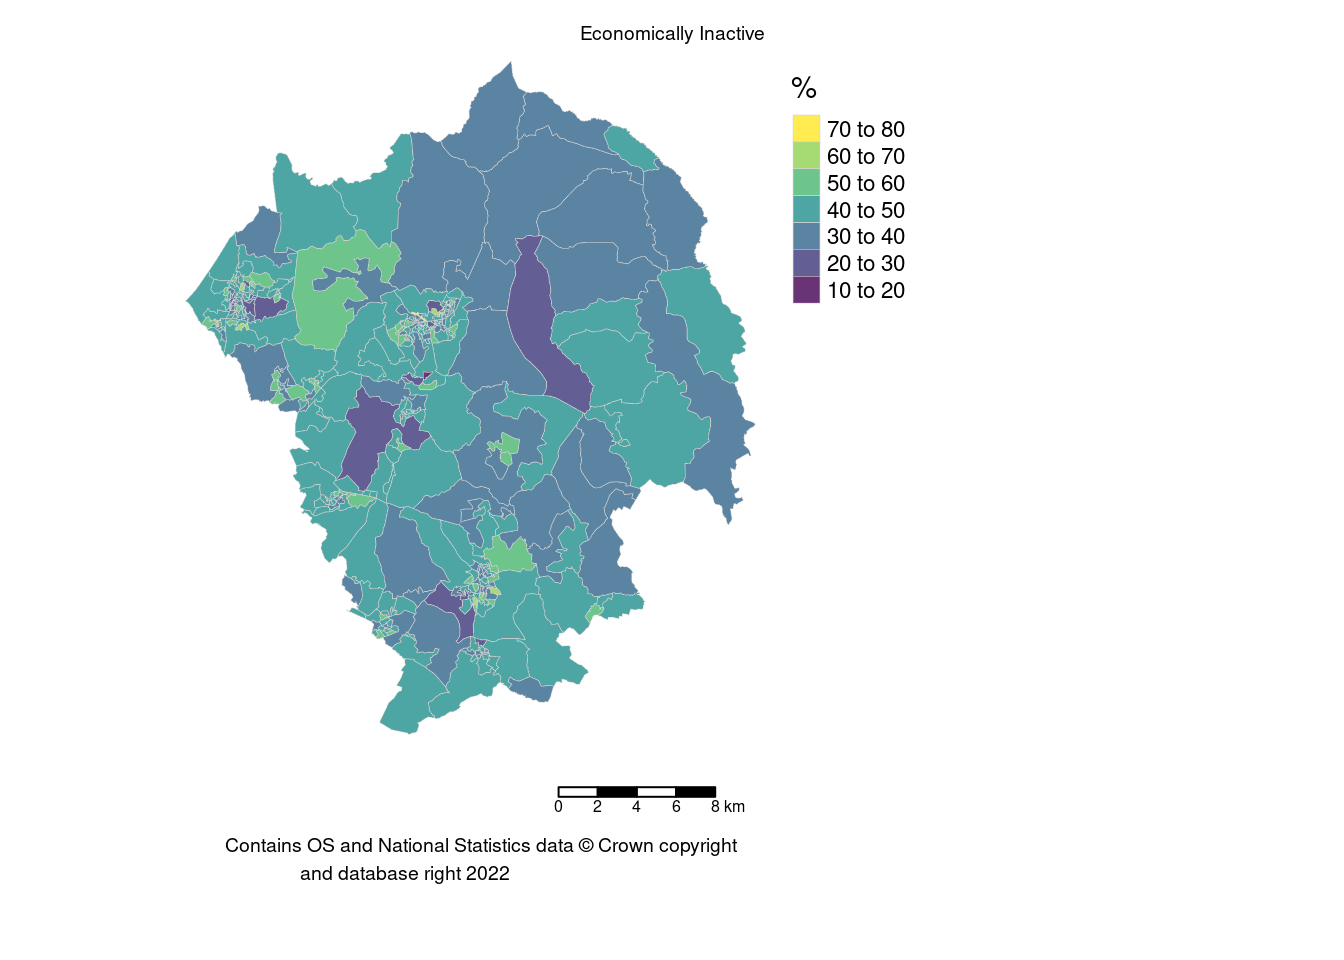 Economically Inactive
%
70 to 80
60 to 70
50 to 60
40 to 50
30 to 40
20 to 30
10 to 20
0 2 4 6 8 km
Contains OS and National Statistics data © Crown copyright
and database right 2022